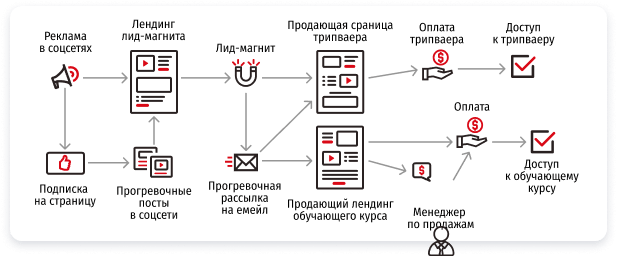 Реклама
в соцсетях
Лендинг
лид-магнита
Лид-магнит
Продающая сраница
трипваера
Оплата
трипваера
Доступ
к трипваеру
Подписка
на страницу
Прогревочные
посты
в соцсети
Прогревочная
рассылка
на емейл
Продающий лендинг
обучающего курса
Оплата
Доступ
к обучающему
курсу
Менеджер
по продажам